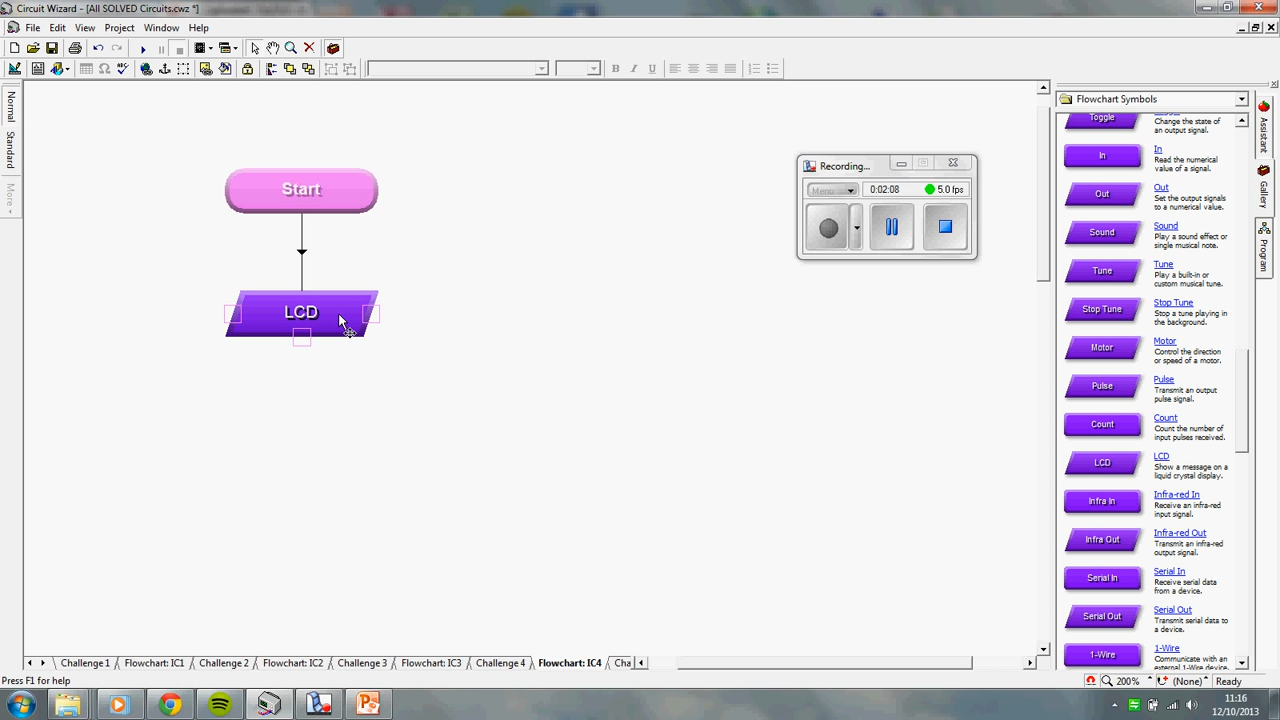 Circuit Wizard - [All SOLVED Circuits.cwz *]
File Edit View Project Window Help
Normal
Standard
More
Start
LCD
Recording...
Menu
0:02:08
5.0 fps
Flowchart Symbols
Toggle
Change the state of
an output signal.
In
In
Read the numerical
value of a signal.
Out
Out
Set the output signals
to a numerical value.
Sound
Sound
Play a sound effect or
single musical note.
Tune
Tune
Play a built-in or
custom musical tune.
Stop Tune
Stop Tune
Stop a tune playing in
the background.
Motor
Motor
Control the direction
or speed of a motor.
Pulse
Pulse
Transmit an output
pulse signal.
Count
Count
Count the number of
input pulses received.
LCD
LCD
Show a message on a
liquid crystal display.
Infra In
Infra-red In
Receive an infra-red
input signal.
Infra Out
Infra-red Out
Transmit an infra-red
output signal.
Serial In
Serial In
Receive serial data
from a device.
Serial Out
Serial Out
Transmit serial data to
a device.
1-Wire
1-Wire
Communicate with an
external 1-Wire device.
Assistant
Gallery
Program
Challenge 1 Flowchart: IC1 Challenge 2 Flowchart: IC2 Challenge 3 Flowchart: IC3 Challenge 4 Flowchart: IC4 Cha
Press F1 for help
200% (None) Ready
11:16
12/10/2013